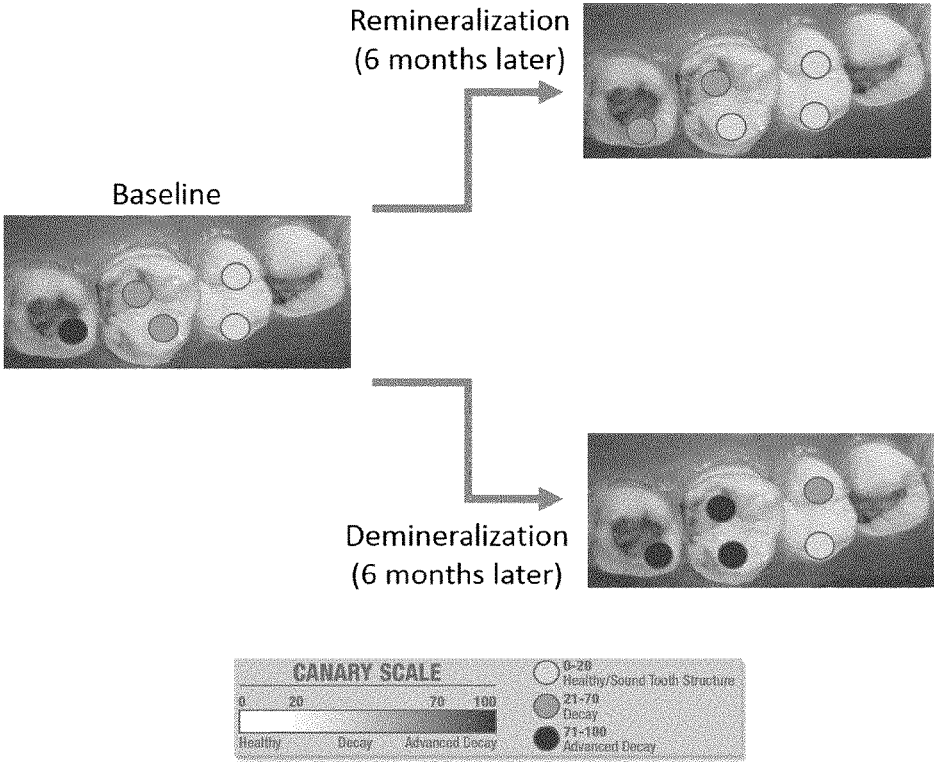 Remineralization
(6 months later)
Baseline
Demineralization
(6 months later)
CANARY SCALE
0 20 70 100
Healthy Decay Advanced Decay
0-20
Healthy/Sound Tooth Structure
21-70
Decay
71-100
Advanced Decay